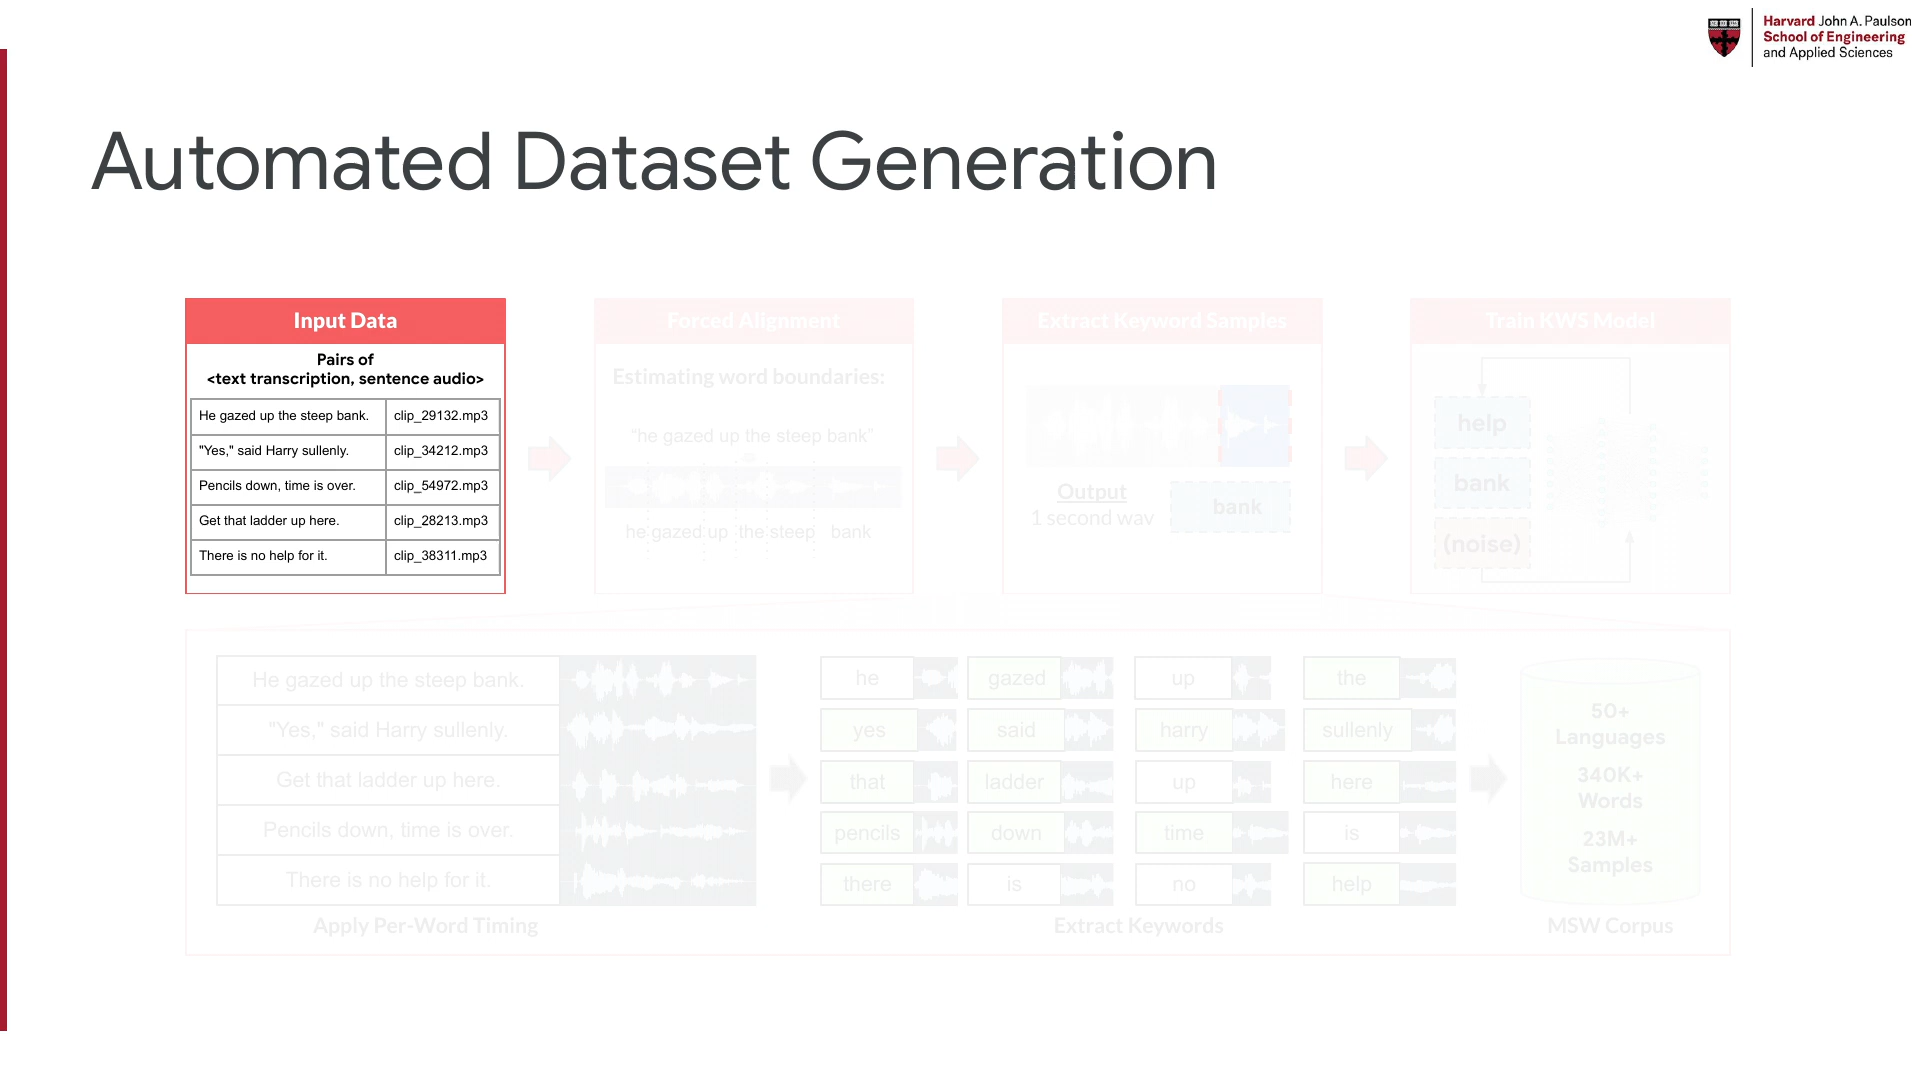 Harvard John A. Paulson
School of Engineering
and Applied Sciences
Automated Dataset Generation
Input Data
Pairs of
<text transcription, sentence audio>
He gazed up the steep bank. clip_29132.mp3
"Yes," said Harry sullenly. clip_34212.mp3
Pencils down, time is over. clip_54972.mp3
Get that ladder up here. clip_28213.mp3
There is no help for it. clip_38311.mp3
Forced Alignment
Estimating word boundaries:
"he gazed up the steep bank"
he gazed up the steep bank
Extract Keyword Samples
Output
1 second wav
bank
Train KWS Model
help
bank
(noise)
He gazed up the steep bank.
"Yes," said Harry sullenly.
Get that ladder up here.
Pencils down, time is over.
There is no help for it.
Apply Per-Word Timing
he gazed up the
yes said harry sullenly
that ladder up here
pencils down time is
there is no help
Extract Keywords
50+
Languages
340K+
Words
23M+
Samples
MSW Corpus